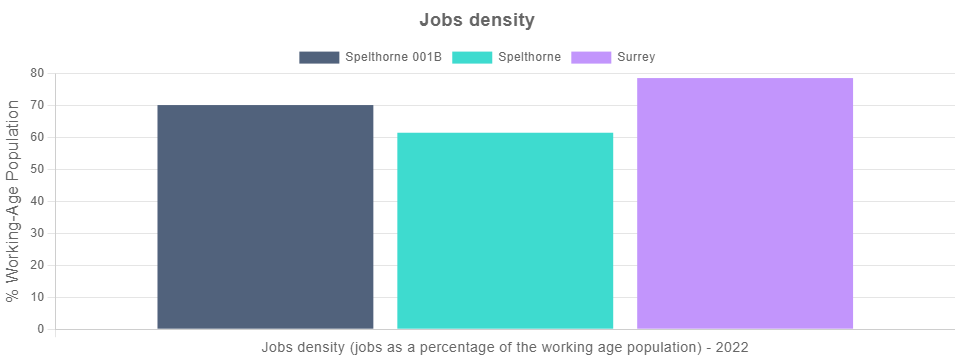 Jobs density
Spelthorne 001B Spelthorne Surrey
% Working-Age Population
80
70
60
50
40
30
20
10
0
Jobs density (jobs as a percentage of the working age population) - 2022